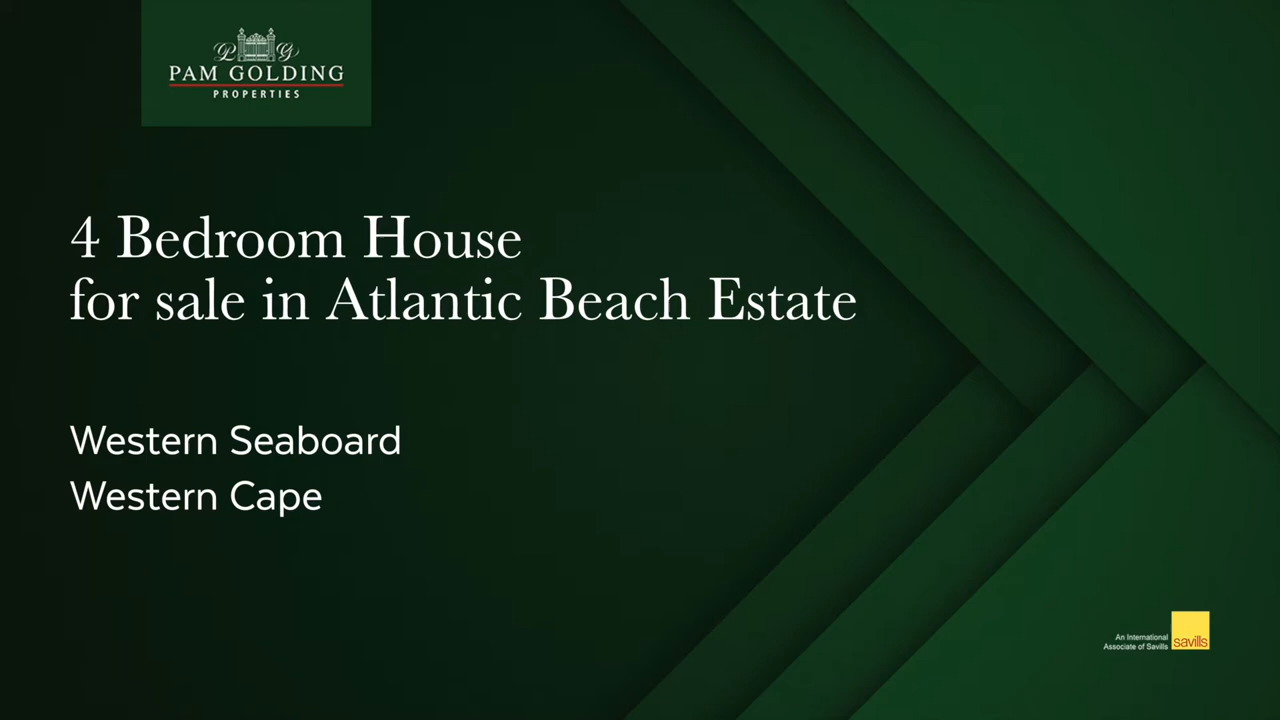 P G
PAM GOLDING
PROPERTIES
4 Bedroom House
for sale in Atlantic Beach Estate
Western Seaboard
Western Cape
An International
Associate of Savills
savills